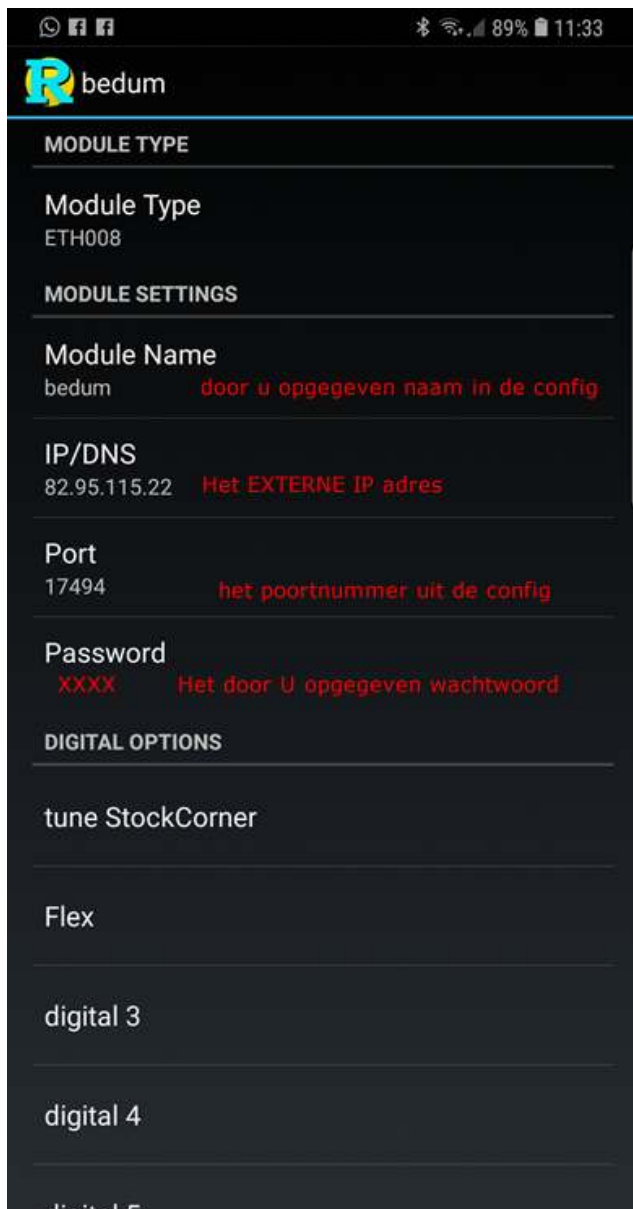 89% 11:33
bedum
MODULE TYPE
Module Type
ETH008
MODULE SETTINGS
Module Name
bedum door u opgegeven naam in de config
IP/DNS
82.95.115.22 Het EXTERNE IP adres
Port
17494 het poortnummer uit de config
Password
XXXX Het door U opgegeven wachtwoord
DIGITAL OPTIONS
tune StockCorner
Flex
digital 3
digital 4